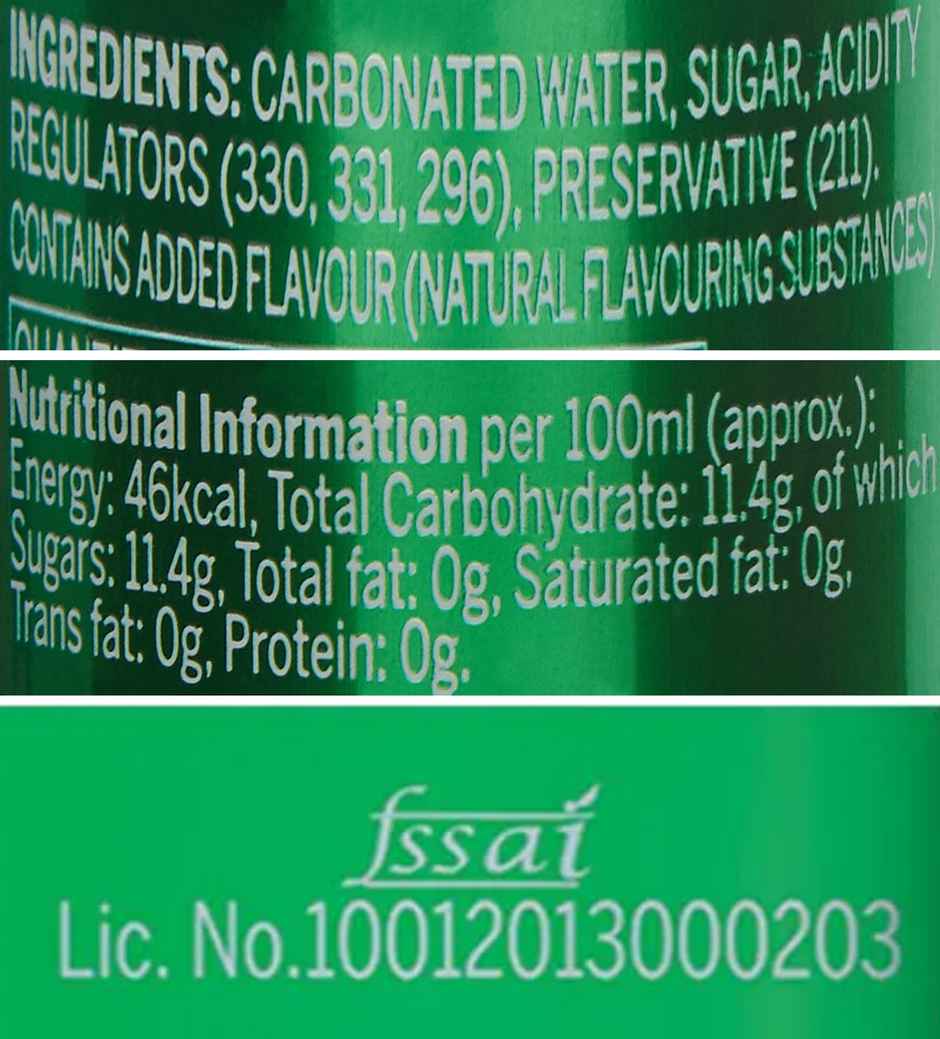 INGREDIENTS: CARBONATED WATER, SUGAR, ACIDITY
REGULATORS (330, 331, 296), PRESERVATIVE (211).
CONTAINS ADDED FLAVOUR (NATURAL FLAVOURING SUBSTANCES)
Nutritional Information per 100ml (approx.):
Energy: 46kcal, Total Carbohydrate: 11.4g, of which
Sugars: 11.4g, Total fat: 0g, Saturated fat: 0g,
Trans fat: 0g, Protein: 0g.
fssai
Lic. No.10012013000203